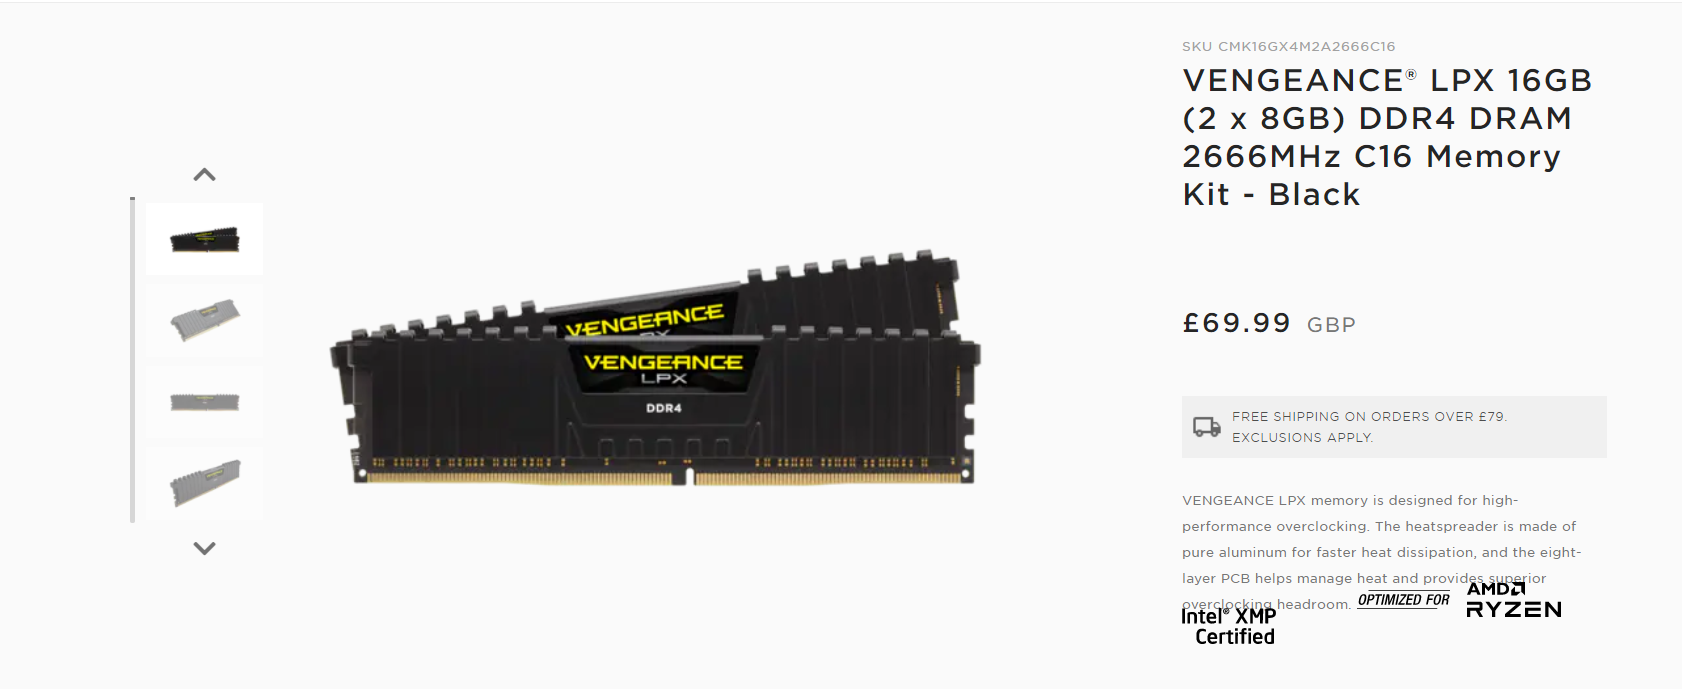 SKU CMK16GX4M2A2666C16
VENGEANCE® LPX 16GB
(2 x 8GB) DDR4 DRAM
2666MHz C16 Memory
Kit - Black
£69.99 GBP
FREE SHIPPING ON ORDERS OVER £79.
EXCLUSIONS APPLY.
VENGEANCE LPX memory is designed for high-
performance overclocking. The heatspreader is made of
pure aluminum for faster heat dissipation, and the eight-
layer PCB helps manage heat and provides superior
overclocking headroom.
OPTIMIZED FOR
AMD
RYZEN
Intel® XMP
Certified
VENGEANCE
VENGEANCE
LPX
DDR4